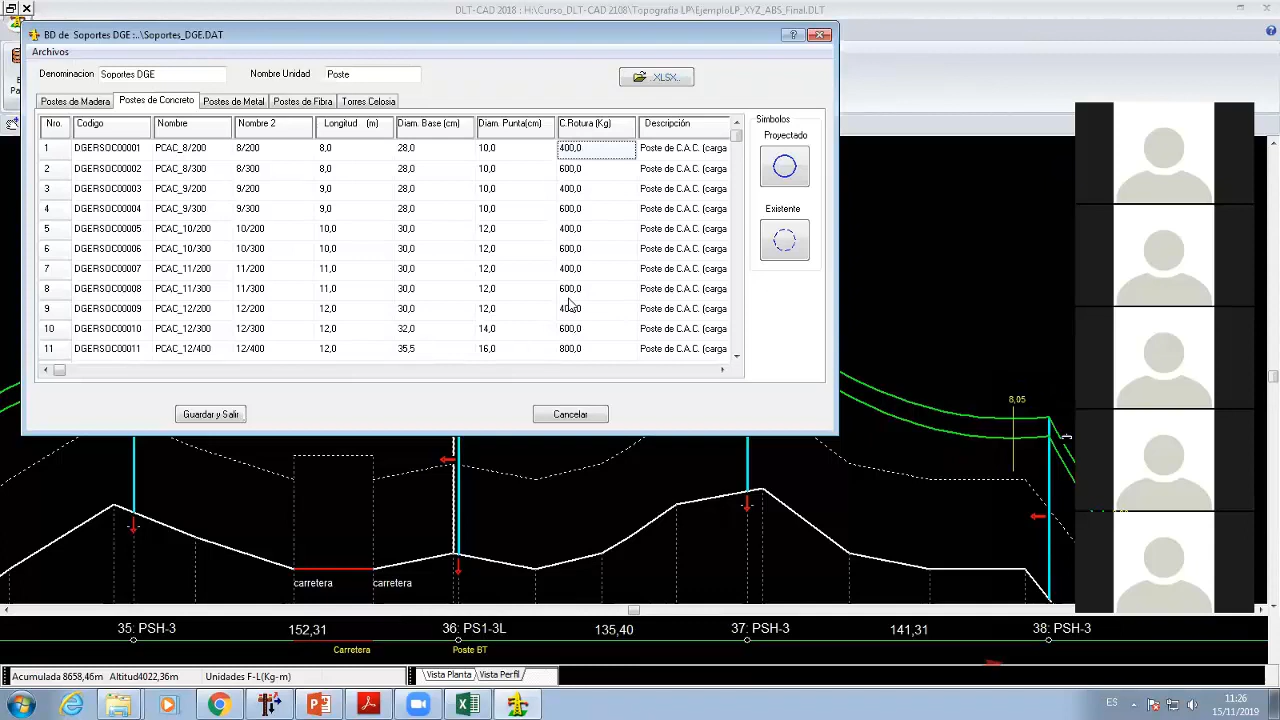 DLT-CAD 2018 : H:\Curso_DLT-CAD 2108\Topografia LP\EjemploLP_XYZ_ABS_Final.DLT
BD de Soportes DGE :..\Soportes_DGE.DAT
Archivos
Denominacion Soportes DGE Nombre Unidad Poste XLSX..
Postes de Madera Postes de Concreto Postes de Metal Postes de Fibra Torres Celosia
Nro. Codigo Nombre Nombre 2 Longitud (m) Diam. Base (cm) Diam. Punta(cm) C.Rotura (Kg) Descripción
1 DGERSOC00001 PCAC_8/200 8/200 8,0 28,0 10,0 400,0 Poste de C.A.C. (carga
2 DGERSOC00002 PCAC_8/300 8/300 8,0 28,0 10,0 600,0 Poste de C.A.C. (carga
3 DGERSOC00003 PCAC_9/200 9/200 9,0 28,0 10,0 400,0 Poste de C.A.C. (carga
4 DGERSOC00004 PCAC_9/300 9/300 9,0 28,0 10,0 600,0 Poste de C.A.C. (carga
5 DGERSOC00005 PCAC_10/200 10/200 10,0 30,0 12,0 400,0 Poste de C.A.C. (carga
6 DGERSOC00006 PCAC_10/300 10/300 10,0 30,0 12,0 600,0 Poste de C.A.C. (carga
7 DGERSOC00007 PCAC_11/200 11/200 11,0 30,0 12,0 400,0 Poste de C.A.C. (carga
8 DGERSOC00008 PCAC_11/300 11/300 11,0 30,0 12,0 600,0 Poste de C.A.C. (carga
9 DGERSOC00009 PCAC_12/200 12/200 12,0 30,0 12,0 400,0 Poste de C.A.C. (carga
10 DGERSOC00010 PCAC_12/300 12/300 12,0 32,0 14,0 600,0 Poste de C.A.C. (carga
11 DGERSOC00011 PCAC_12/400 12/400 12,0 35,5 16,0 800,0 Poste de C.A.C. (carga
Simbolos
Proyectado
Existente
Guardar y Salir Cancelar
8,05
carretera carretera
35: PSH-3 152,31 36: PS1-3L 135,40 37: PSH-3 141,31 38: PSH-3
Carretera Poste BT
Acumulada 8658,46m Altitud4022,36m Unidades F-L(Kg-m) Vista Planta Vista Perfil
ES 11:26
15/11/2019